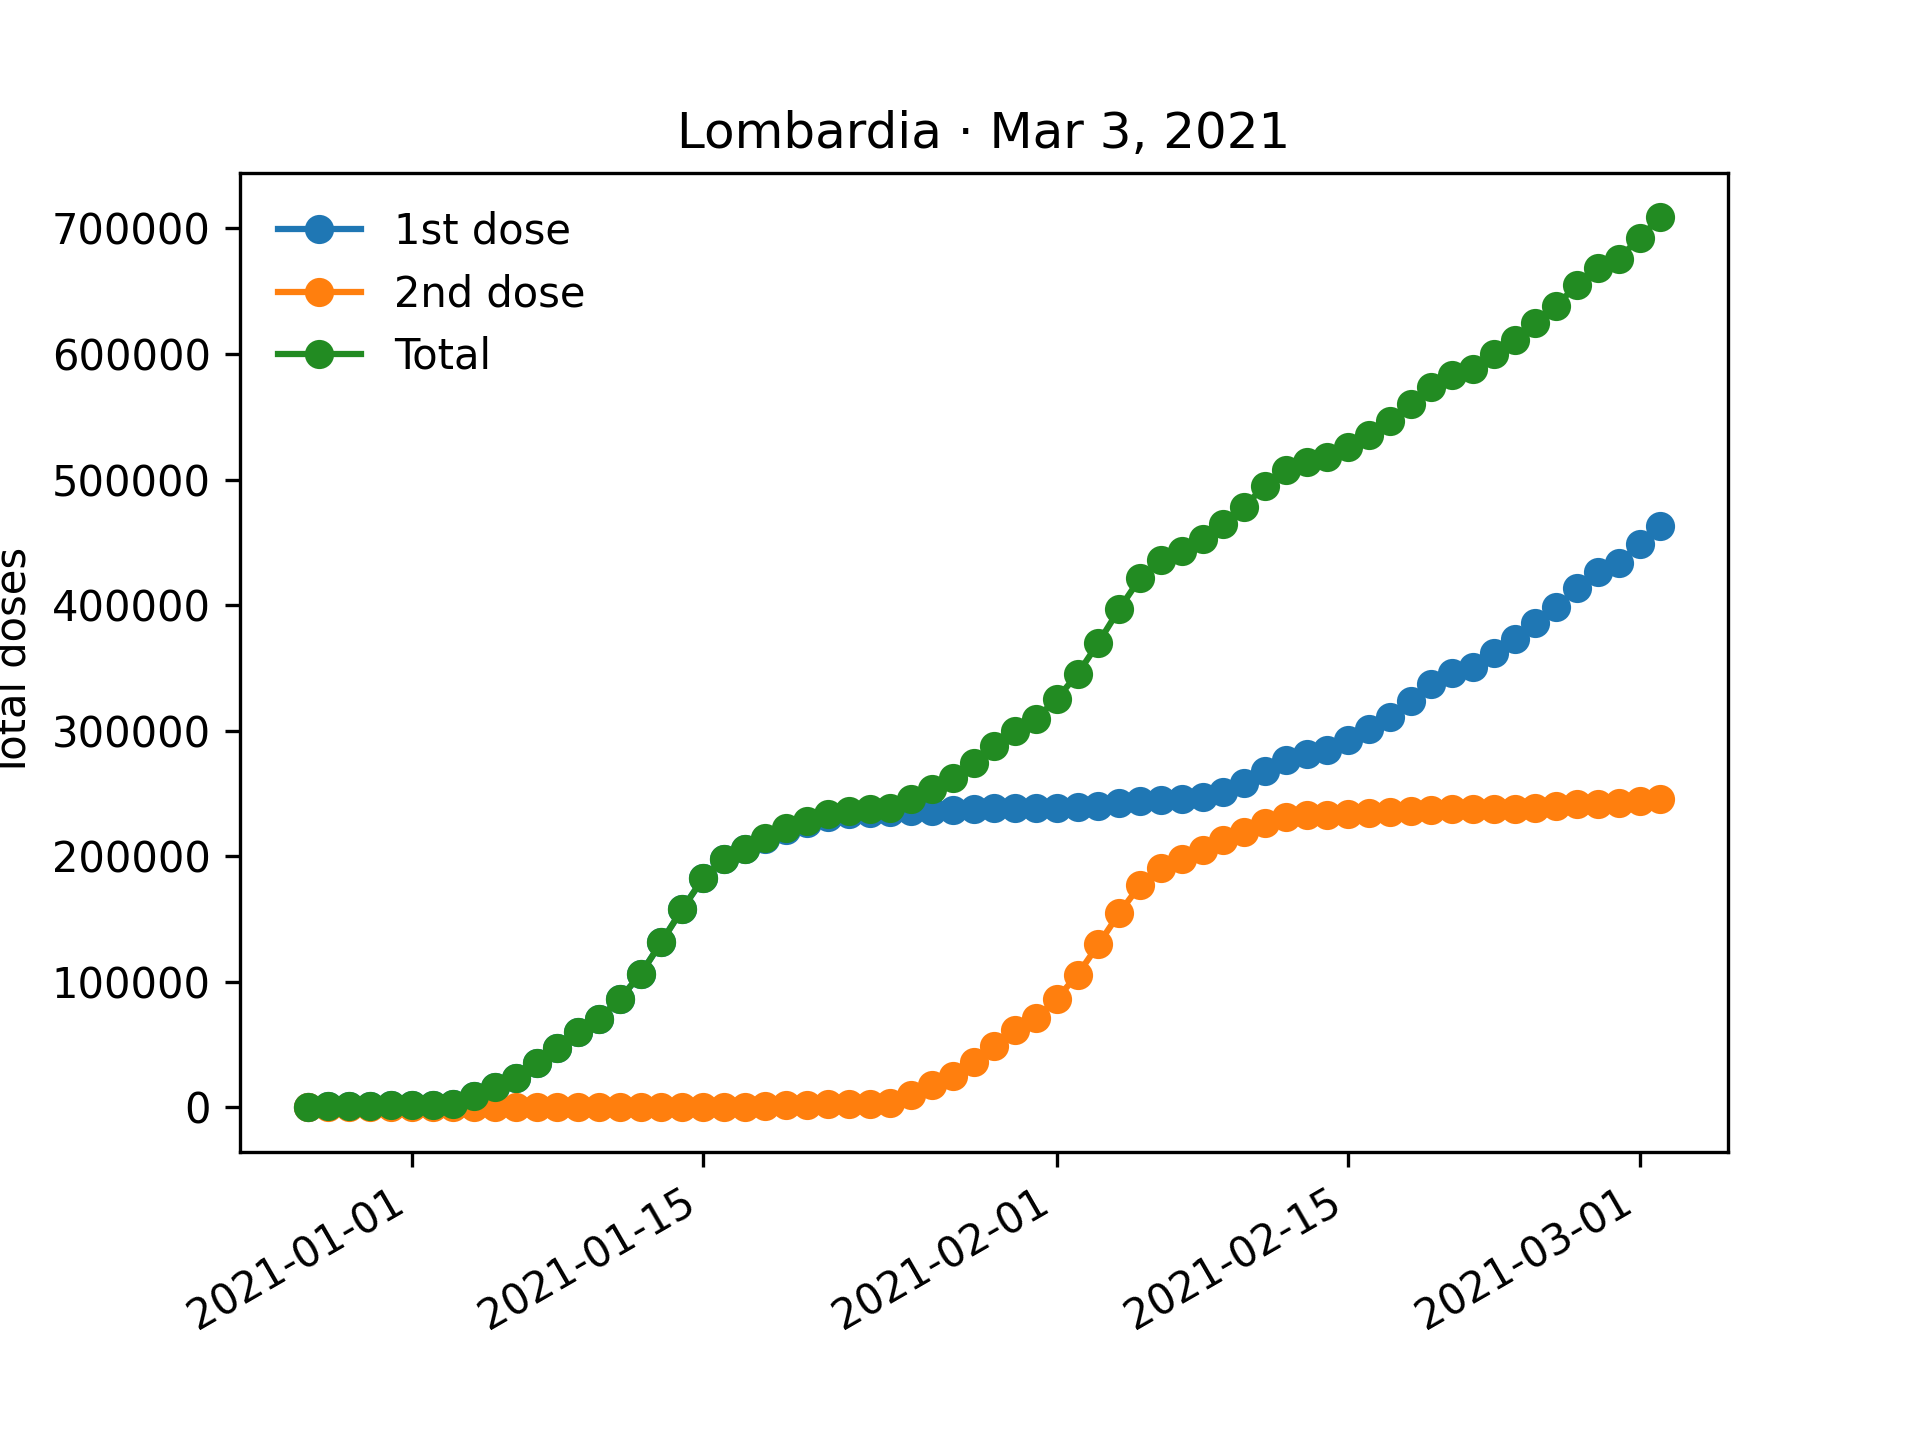 Lombardia · Mar 3, 2021
1st dose
2nd dose
Total
Total doses
700000
600000
500000
400000
300000
200000
100000
0
2021-01-01
2021-01-15
2021-02-01
2021-02-15
2021-03-01